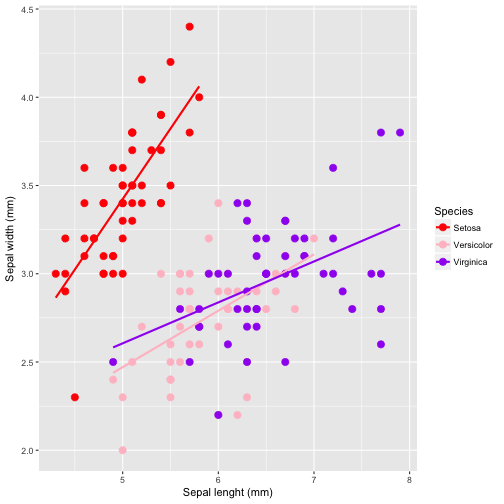 4.5
4.0
3.5
3.0
2.5
2.0
Sepal width (mm)
5 6 7 8
Sepal lenght (mm)
Species
Setosa
Versicolor
Virginica